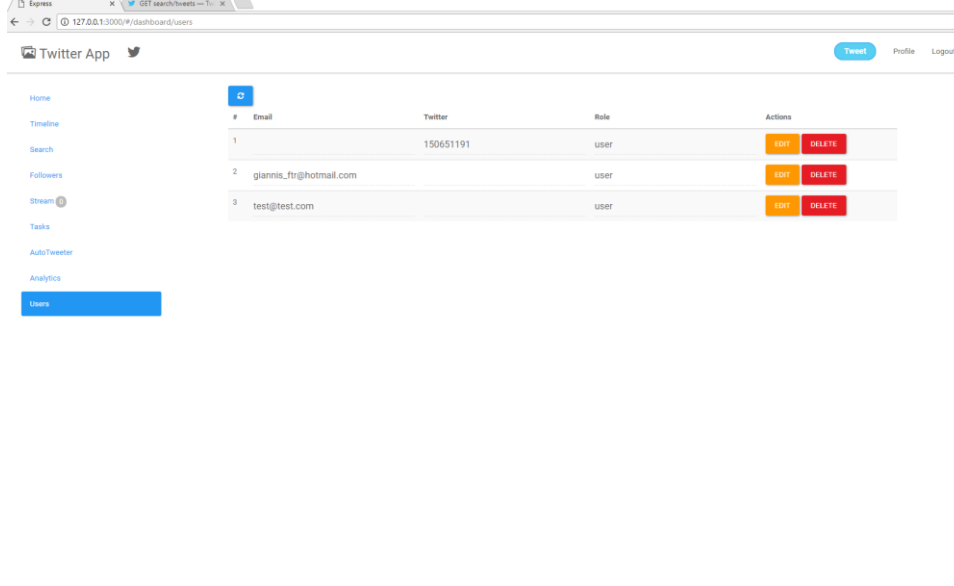 Express
GET search/tweets — Tw
127.0.0.1:3000/#/dashboard/users
Twitter App
Tweet Profile Logout
Home
Timeline
Search
Followers
Stream 0
Tasks
AutoTweeter
Analytics
Users
# Email Twitter Role Actions
1 150651191 user EDIT DELETE
2 giannis_ftr@hotmail.com user EDIT DELETE
3 test@test.com user EDIT DELETE